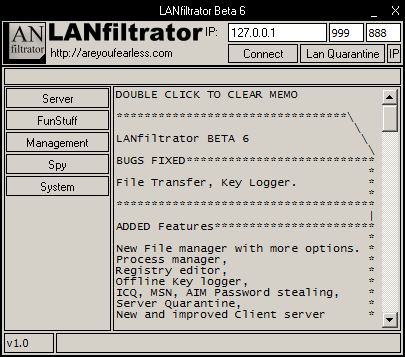 LANfiltrator Beta 6 _ X
AN filtrator LANfiltrator IP: 127.0.0.1 999 888
http://areyoufearless.com/ Connect Lan Quarantine IP
Server
FunStuff
Management
Spy
System
DOUBLE CLICK TO CLEAR MEMO
********************************\
\
LANfiltrator BETA 6 \
\
BUGS FIXED**************************
*
File Transfer, Key Logger. *
*
************************************
|
ADDED Features**********************
*
New File manager with more options. *
Process manager, *
Registry editor, *
Offline Key logger, *
ICQ, MSN, AIM Password stealing, *
Server Quarantine, *
New and improved Client server *
v1.0